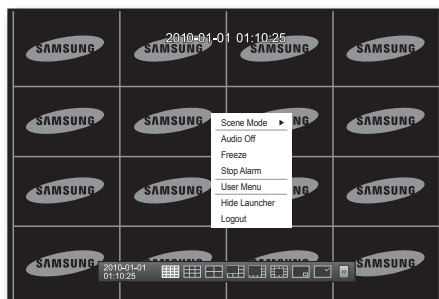 2010-01-01 01:10:25
SAMSUNG SAMSUNG SAMSUNG SAMSUNG
SAMSUNG SAMSUNG NG SAMSUNG
Scene Mode
Audio Off
Freeze
Stop Alarm
User Menu
Hide Launcher
Logout
SAMSUNG SAMSUNG NG SAMSUNG
SAMSUNG SAMSUNG SAMSUNG SAMSUNG
2010-01-01
01:10:25